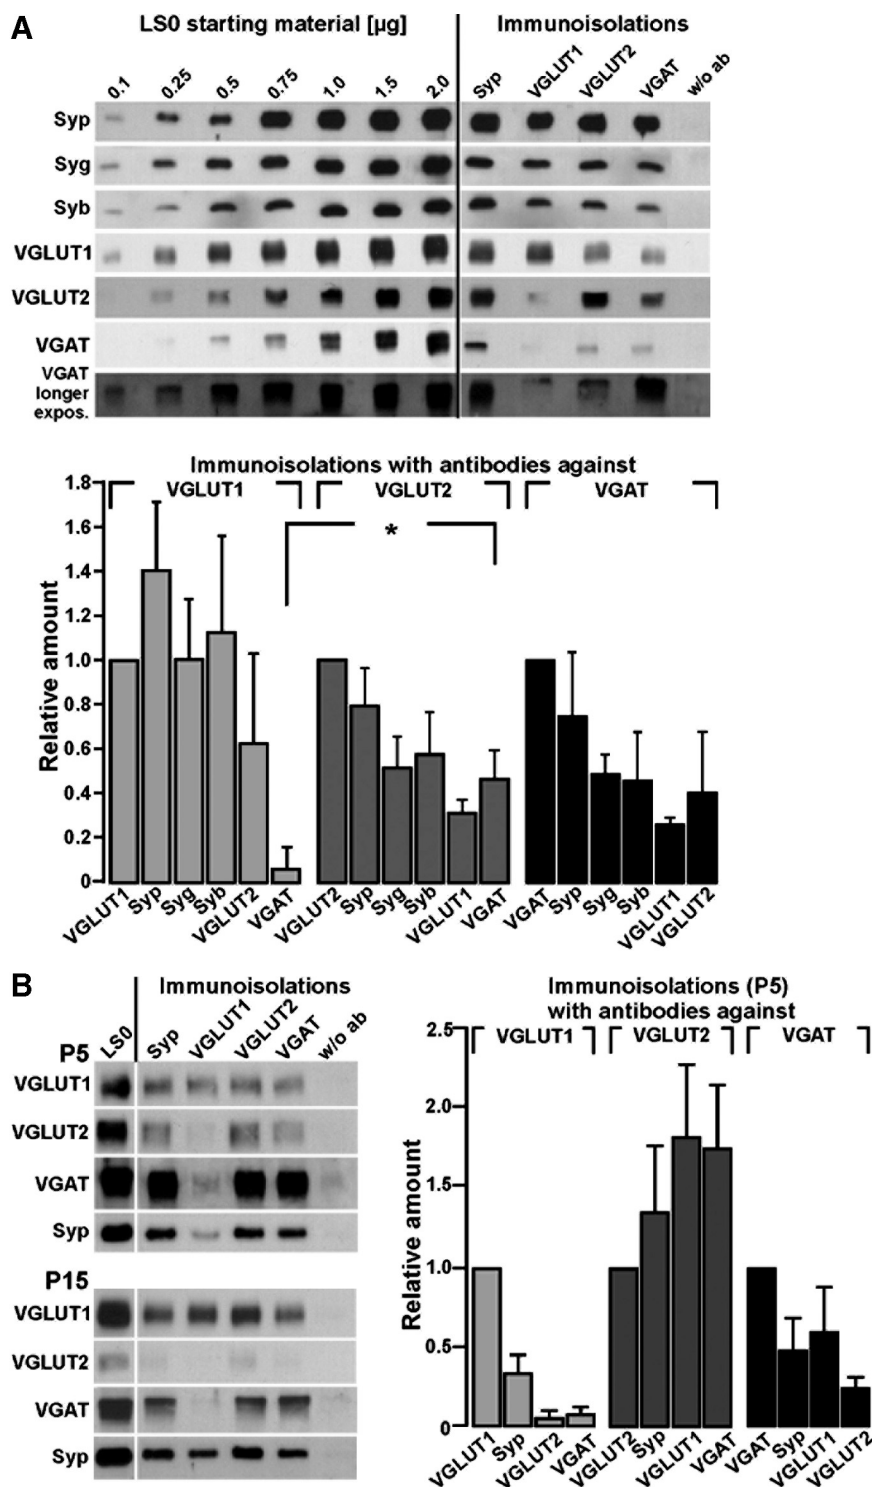 A
LS0 starting material [µg]
Immunoisolations
0.1 0.25 0.5 0.75 1.0 1.5 2.0 Syp VGLUT1 VGLUT2 VGAT w/o ab
Syp
Syg
Syb
VGLUT1
VGLUT2
VGAT
VGAT
longer
expos.
Immunoisolations with antibodies against
VGLUT1 VGLUT2 VGAT
*
Relative amount
1.8
1.6
1.4
1.2
1.0
0.8
0.6
0.4
0.2
0
VGLUT1 Syp Syg Syb VGLUT2 VGAT VGLUT2 Syp Syg Syb VGLUT1 VGAT VGAT Syp Syg Syb VGLUT1 VGLUT2
B
Immunoisolations
LS0 Syp VGLUT1 VGLUT2 VGAT w/o ab
P5
VGLUT1
VGLUT2
VGAT
Syp
P15
VGLUT1
VGLUT2
VGAT
Syp
Immunoisolations (P5)
with antibodies against
VGLUT1 VGLUT2 VGAT
Relative amount
2.5
2.0
1.5
1.0
0.5
0
VGLUT1 Syp VGLUT2 VGAT VGLUT2 Syp VGLUT1 VGAT VGAT Syp VGLUT1 VGLUT2